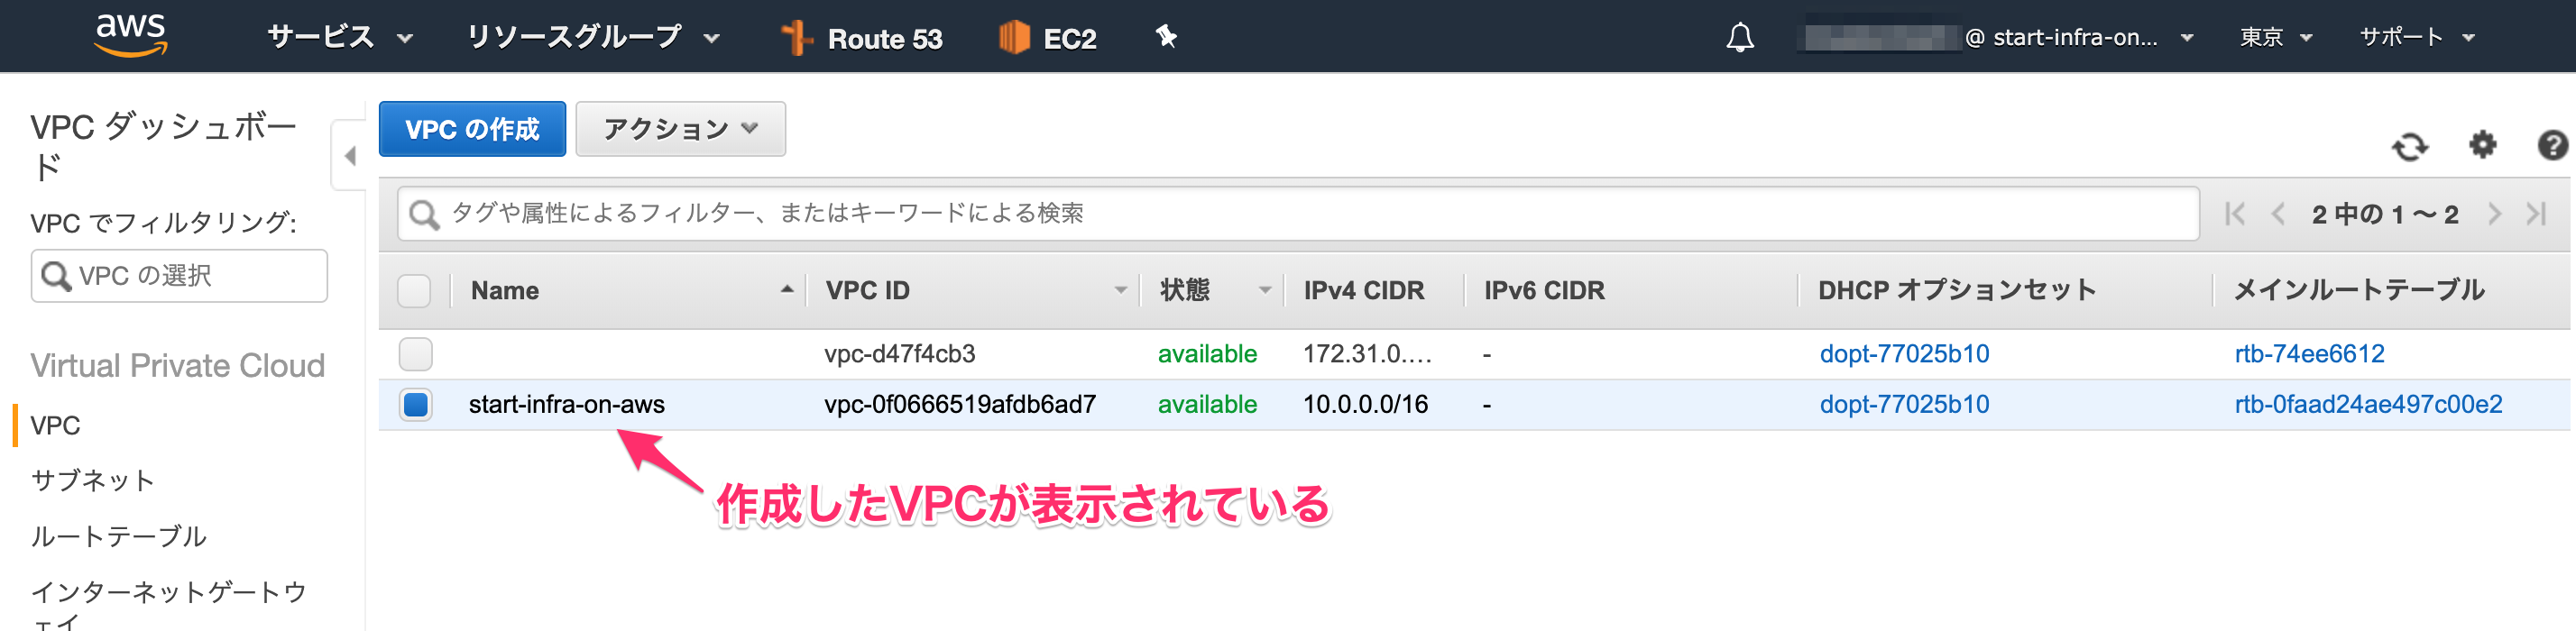 aws サービス リソースグループ Route 53 EC2 @ start-infra-on... 東京 サポート
VPC ダッシュボー
ド
VPC でフィルタリング:
VPC の選択
Virtual Private Cloud
VPC
サブネット
ルートテーブル
インターネットゲートウ
ェイ
VPC の作成 アクション
タグや属性によるフィルター、またはキーワードによる検索 2 中の 1 ～ 2
Name VPC ID 状態 IPv4 CIDR IPv6 CIDR DHCP オプションセット メインルートテーブル
vpc-d47f4cb3 available 172.31.0.... - dopt-77025b10 rtb-74ee6612
start-infra-on-aws vpc-0f0666519afdb6ad7 available 10.0.0.0/16 - dopt-77025b10 rtb-0faad24ae497c00e2
作成したVPCが表示されている